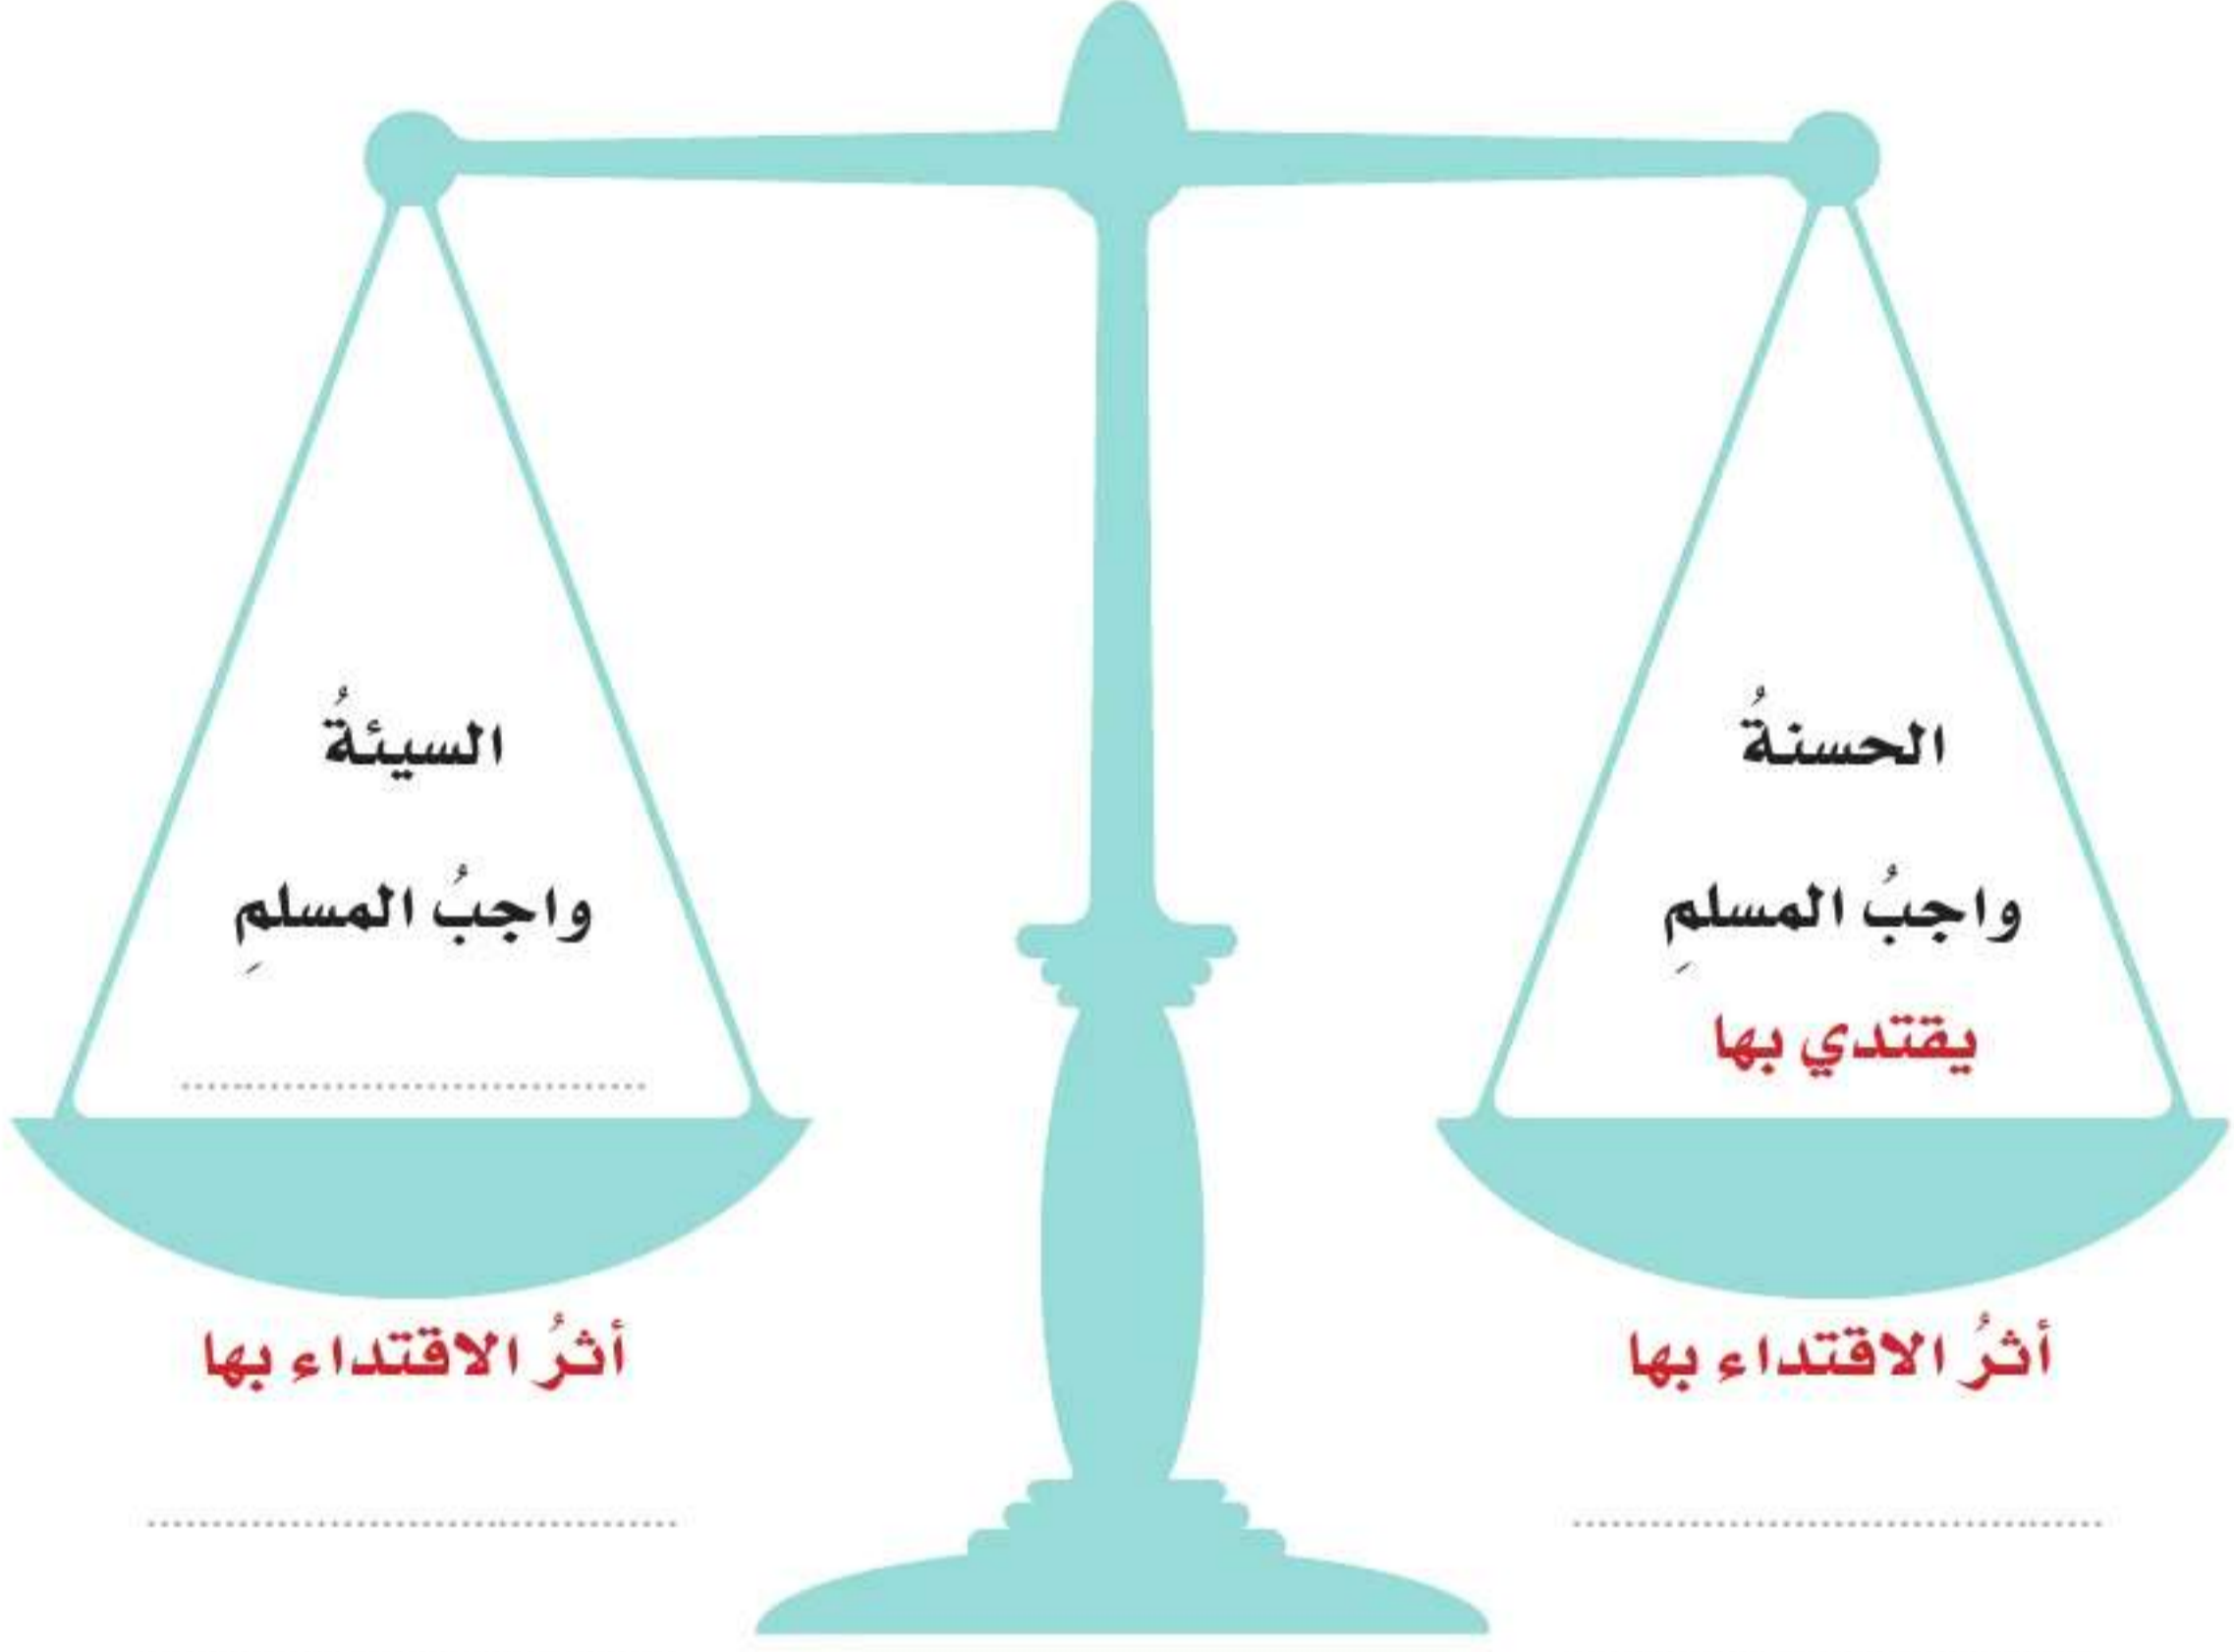 الحسنةُ
واجبُ المسلمِ
يقتدي بها
أثرُ الاقتداء بها
السيئةُ
واجبُ المسلمِ
أثرُ الاقتداء بها